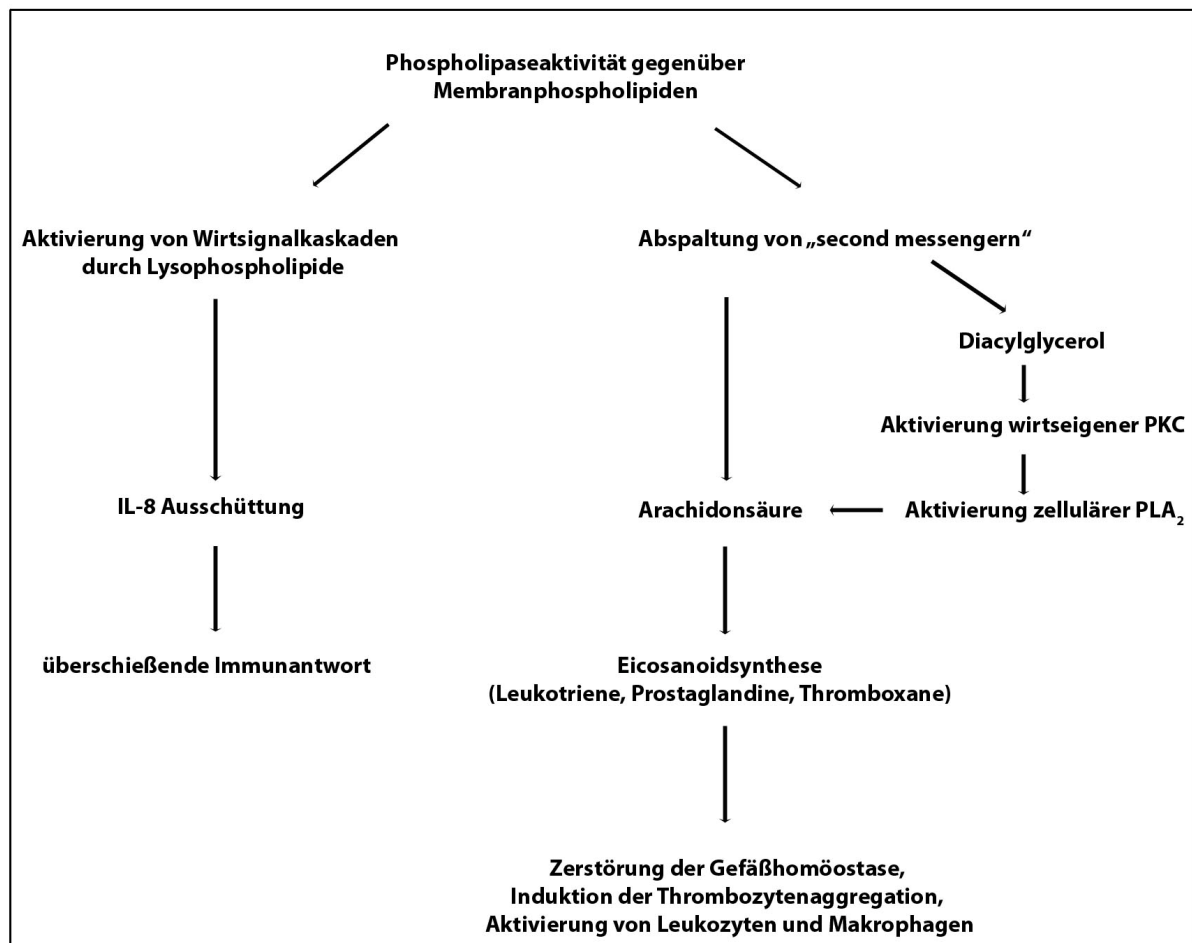 Phospholipaseaktivität gegenüber
Membranphospholipiden
Aktivierung von Wirtsignalkaskaden
durch Lysophospholipide
Abspaltung von „second messengern“
Diacylglycerol
Aktivierung wirtseigener PKC
IL-8 Ausschüttung
Arachidonsäure
Aktivierung zellulärer PLA₂
überschießende Immunantwort
Eicosanoidsynthese
(Leukotriene, Prostaglandine, Thromboxane)
Zerstörung der Gefäßhomöostase,
Induktion der Thrombozytenaggregation,
Aktivierung von Leukozyten und Makrophagen